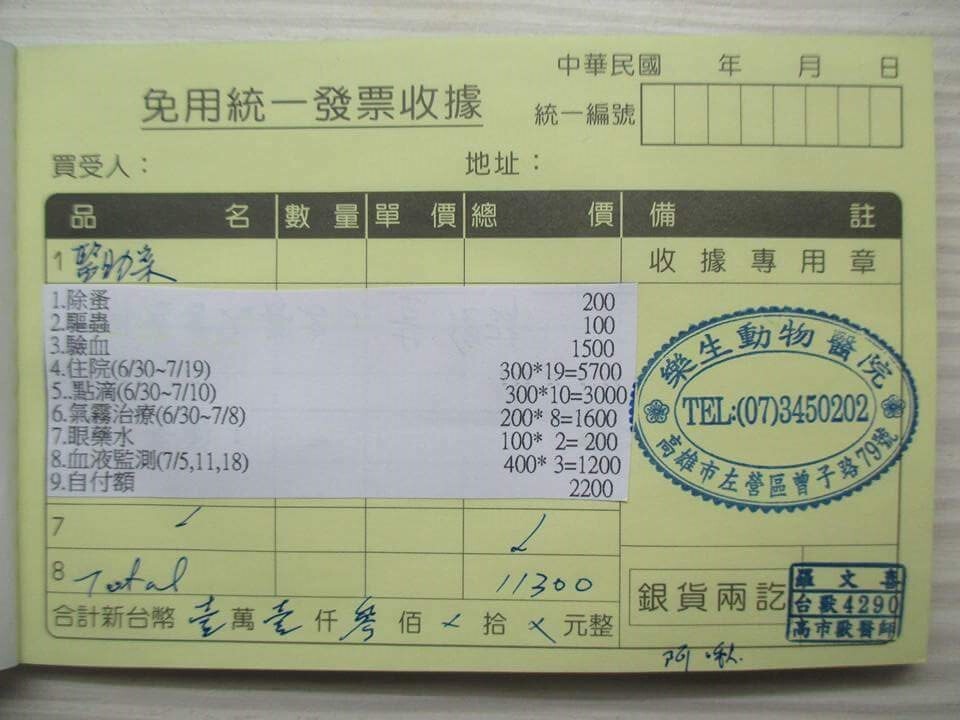 中華民國 年 月 日
免用統一發票收據
統一編號
買受人: 地址:
品名 數量 單價 總價 備註
1 醫助染 收據專用章
1.除蚤 200
2.驅蟲 100
3.驗血 1500
4.住院(6/30~7/19) 300*19=5700
5..點滴(6/30~7/10) 300*10=3000
6.氣霧治療(6/30~7/8) 200* 8=1600
7.眼藥水 100* 2= 200
8.血液監測(7/5,11,18) 400* 3=1200
9.自付額 2200
樂生動物醫院
TEL:(07)3450202
高雄市左營區曾子路79號
7
8 Total 11300
合計新台幣 壹 萬 壹 仟 參 佰 x 拾 x 元整
銀貨兩訖
羅文喜
台獸4290
高市獸醫師
阿啾